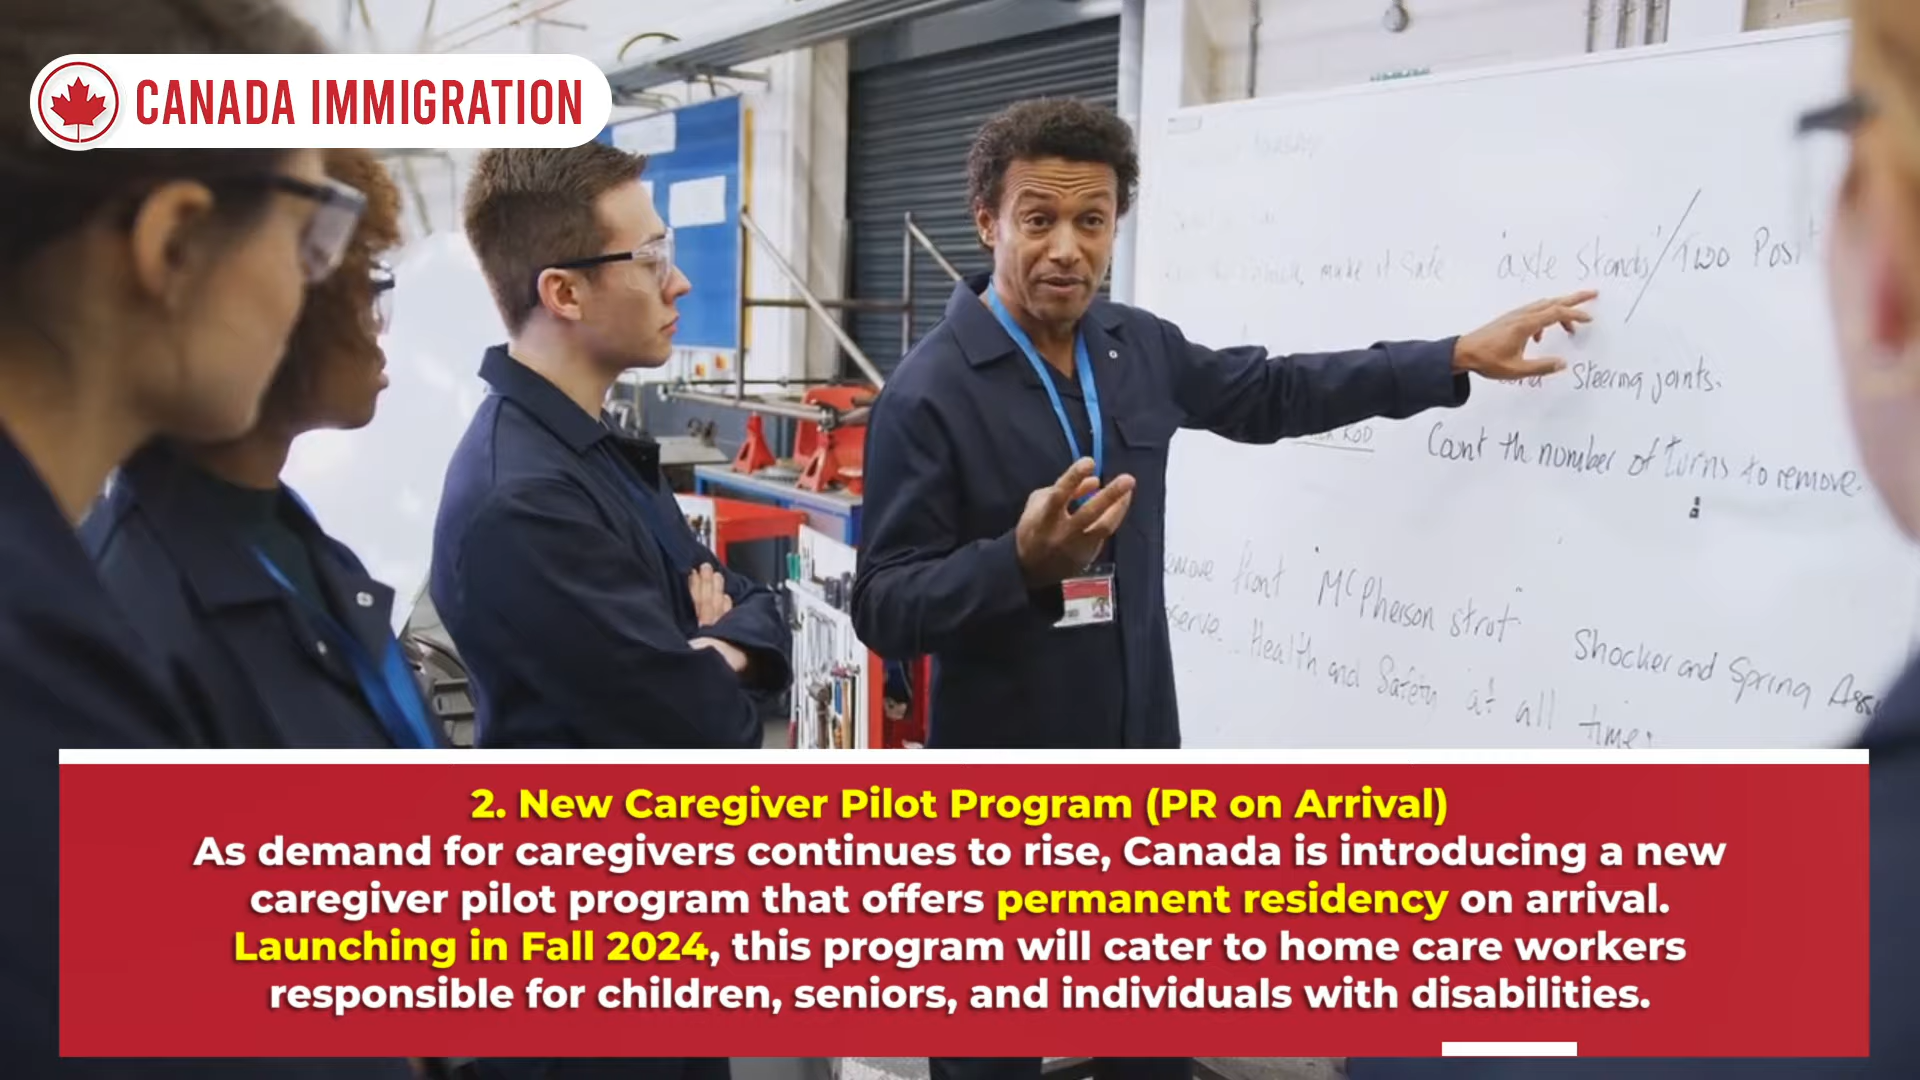 CANADA IMMIGRATION
make it safe 'axle stands'/Two Post
steering joints.
Count th number of turns to remove.
front "McPherson strut" Shocker and Spring
Health and Safety at all times
2. New Caregiver Pilot Program (PR on Arrival)
As demand for caregivers continues to rise, Canada is introducing a new
caregiver pilot program that offers permanent residency on arrival.
Launching in Fall 2024, this program will cater to home care workers
responsible for children, seniors, and individuals with disabilities.